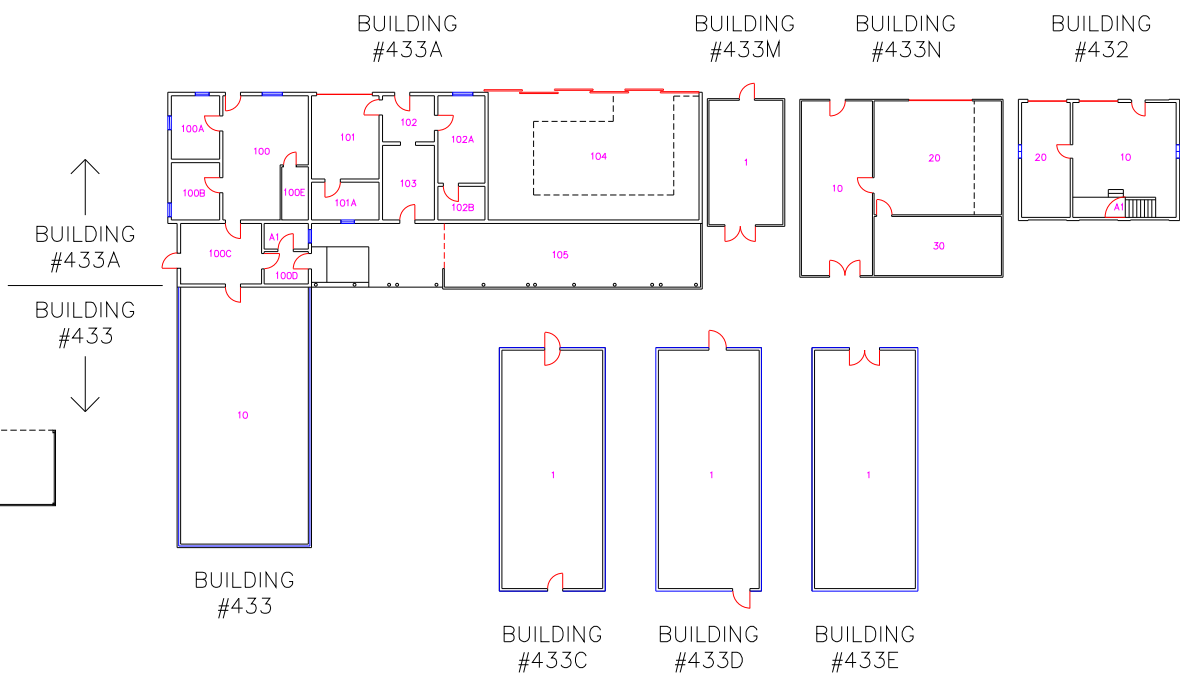 BUILDING
#433A
BUILDING
#433M
BUILDING
#433N
BUILDING
#432
100A
100
101
102
102A
104
1
20
10
20
10
100B
100E
101A
103
102B
A1
BUILDING
#433A
100C
A1
100D
105
30
BUILDING
#433
10
1
1
1
BUILDING
#433
BUILDING
#433C
BUILDING
#433D
BUILDING
#433E